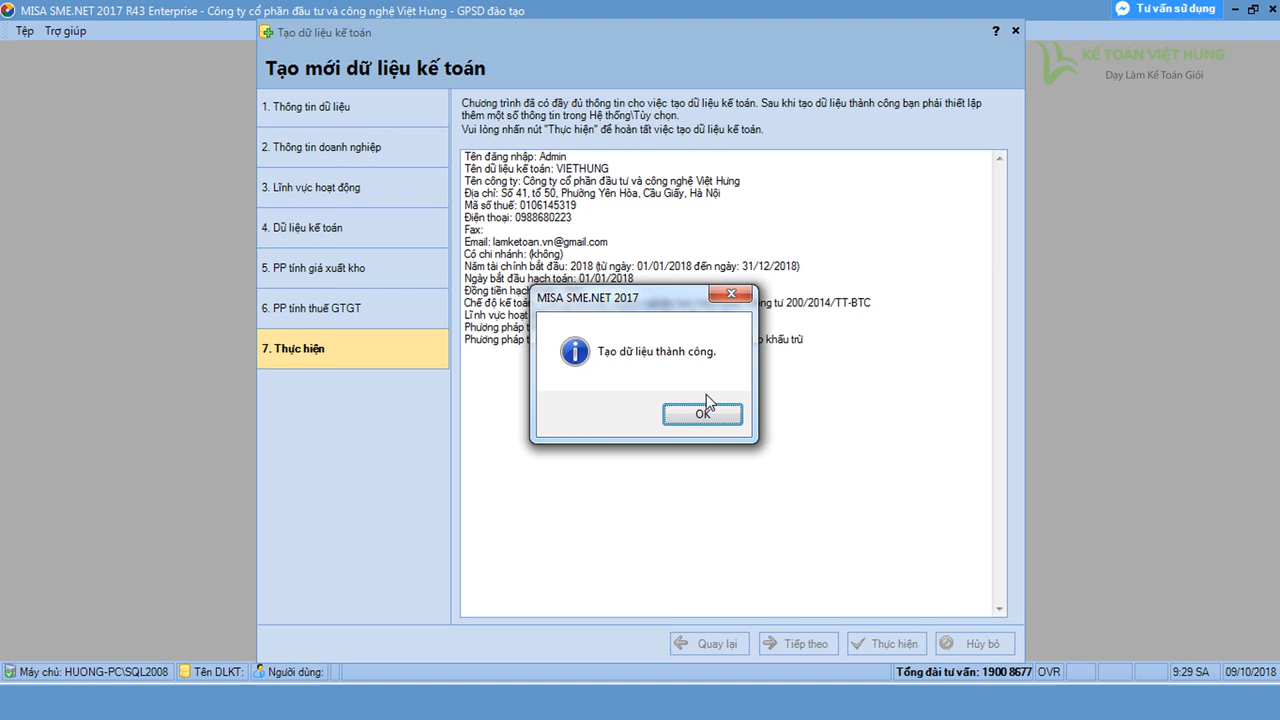 MISA SME.NET 2017 R43 Enterprise - Công ty cổ phần đầu tư và công nghệ Việt Hưng - GPSD đào tạo
Tư vấn sử dụng
Tệp Trợ giúp
Tạo dữ liệu kế toán
Tạo mới dữ liệu kế toán
KẾ TOÁN VIỆT HƯNG
Dạy Làm Kế Toán Giỏi
1. Thông tin dữ liệu
2. Thông tin doanh nghiệp
3. Lĩnh vực hoạt động
4. Dữ liệu kế toán
5. PP tính giá xuất kho
6. PP tính thuế GTGT
7. Thực hiện
Chương trình đã có đầy đủ thông tin cho việc tạo dữ liệu kế toán. Sau khi tạo dữ liệu thành công bạn phải thiết lập
thêm một số thông tin trong Hệ thống\Tùy chọn.
Vui lòng nhấn nút "Thực hiện" để hoàn tất việc tạo dữ liệu kế toán.
Tên đăng nhập: Admin
Tên dữ liệu kế toán: VIETHUNG
Tên công ty: Công ty cổ phần đầu tư và công nghệ Việt Hưng
Địa chỉ: Số 41, tổ 50, Phường Yên Hòa, Cầu Giấy, Hà Nội
Mã số thuế: 0106145319
Điện thoại: 0988680223
Fax:
Email: lamketoan.vn@gmail.com
Có chi nhánh: (không)
Năm tài chính bắt đầu: 2018 (từ ngày: 01/01/2018 đến ngày: 31/12/2018)
Ngày bắt đầu hạch toán: 01/01/2018
Đồng tiền hạch
Chế độ kế toán tư 200/2014/TT-BTC
Lĩnh vực hoạt
Phương pháp
Phương pháp khấu trừ
MISA SME.NET 2017
Tạo dữ liệu thành công.
OK
Quay lại Tiếp theo Thực hiện Hủy bỏ
Máy chủ: HUONG-PC\SQL2008 Tên DLKT: Người dùng: Tổng đài tư vấn: 1900 8677 OVR 9:29 SA 09/10/2018